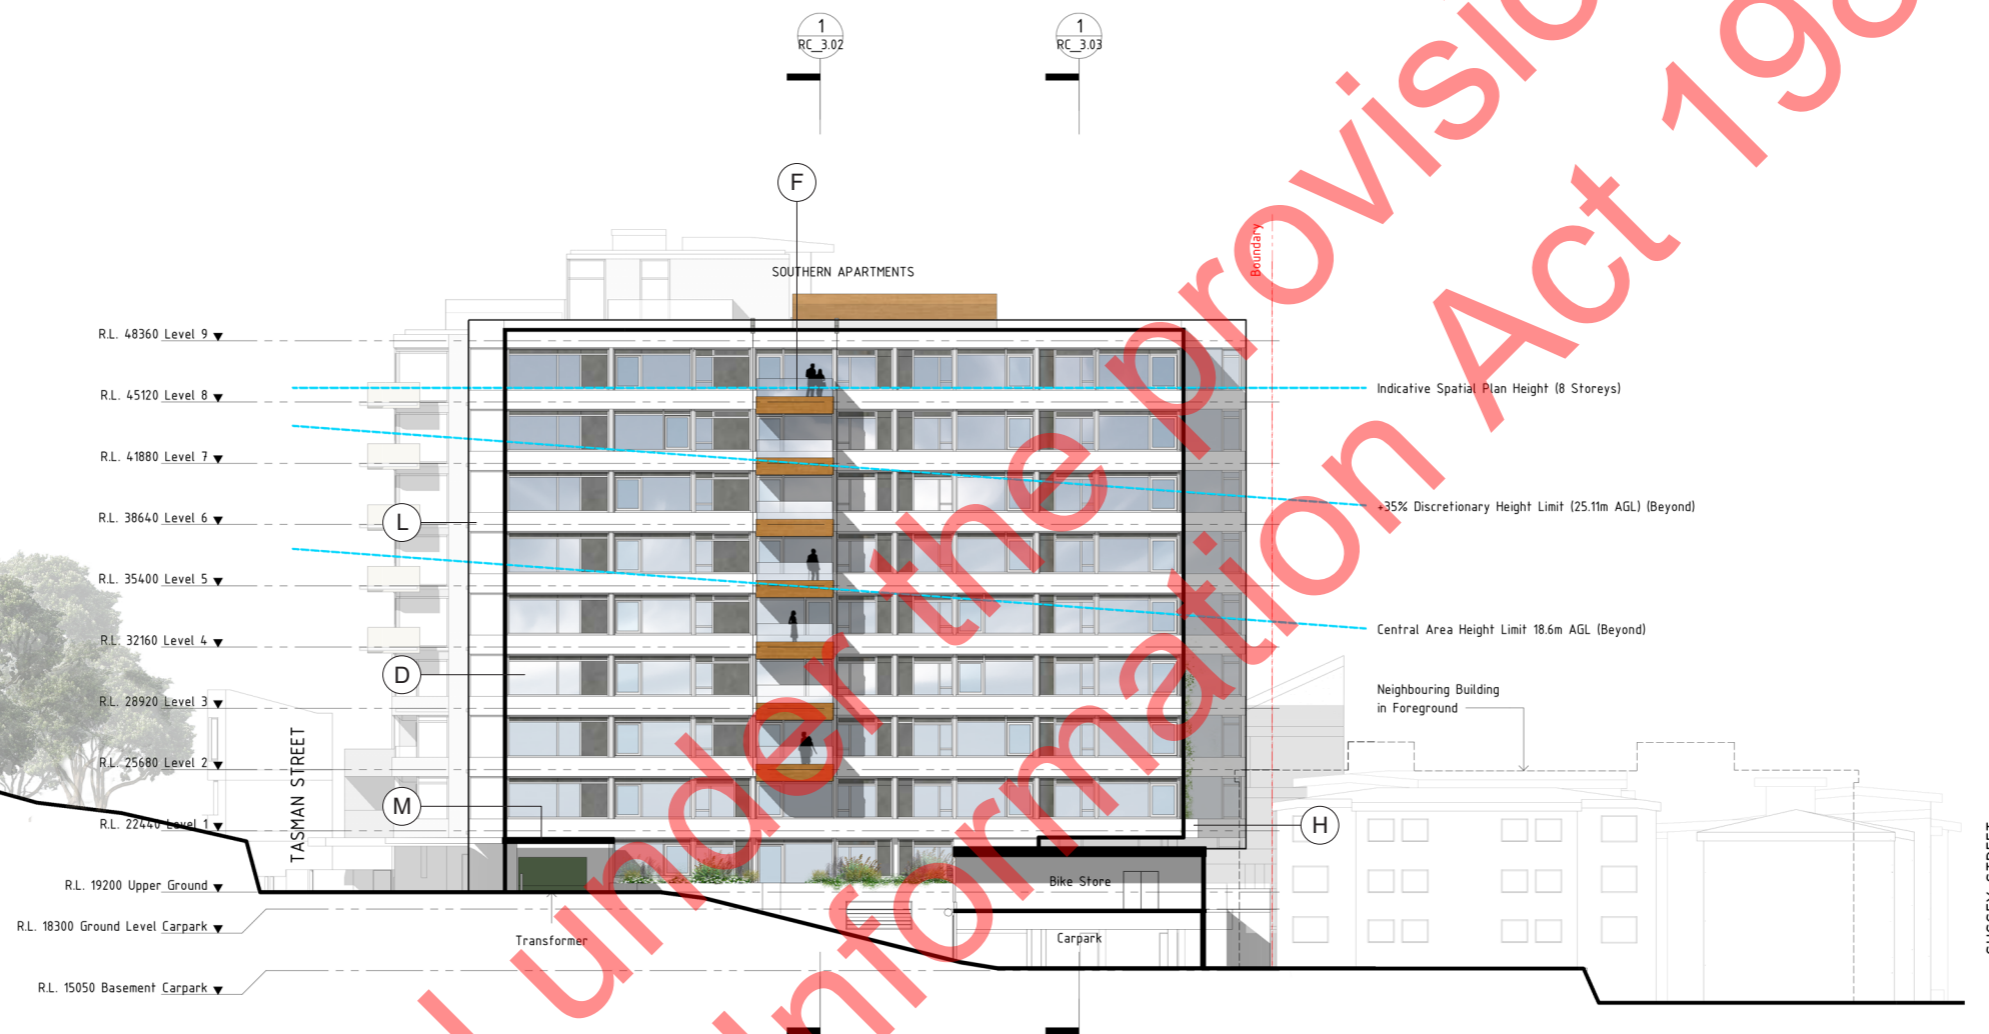 1
RC_3.02
1
RC_3.03
F
SOUTHERN APARTMENTS
Boundary
R.L. 48360 Level 9
R.L. 45120 Level 8
Indicative Spatial Plan Height (8 Storeys)
R.L. 41880 Level 7
+35% Discretionary Height Limit (25.11m AGL) (Beyond)
R.L. 38640 Level 6
L
R.L. 35400 Level 5
R.L. 32160 Level 4
Central Area Height Limit 18.6m AGL (Beyond)
D
R.L. 28920 Level 3
Neighbouring Building
in Foreground
TASMAN STREET
R.L. 25680 Level 2
M
R.L. 22440 Level 1
H
R.L. 19200 Upper Ground
Bike Store
R.L. 18300 Ground Level Carpark
Transformer
Carpark
R.L. 15050 Basement Carpark
under the provisio
nformation Act 198